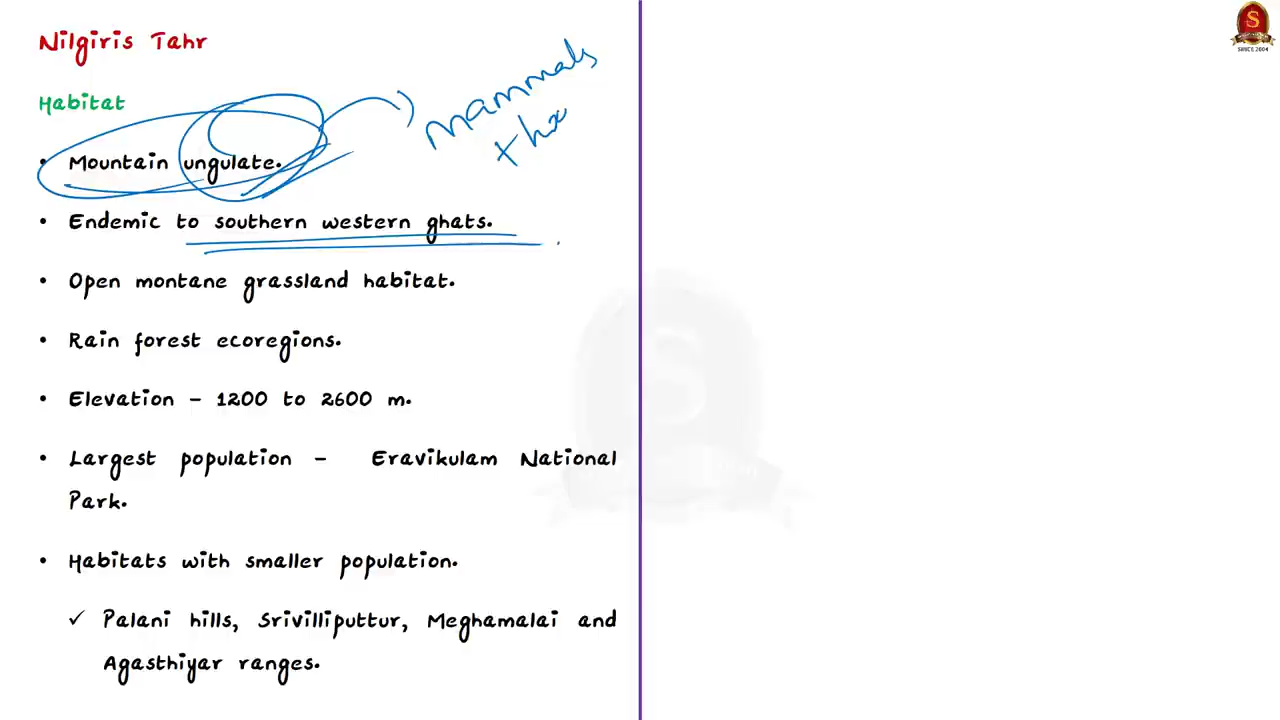 Nilgiris Tahr
Habitat
• Mountain ungulate.
mammals
• Endemic to southern western ghats.
• Open montane grassland habitat.
• Rain forest ecoregions.
• Elevation – 1200 to 2600 m.
• Largest population – Eravikulam National
Park.
• Habitats with smaller population.
✓ Palani hills, Srivilliputtur, Meghamalai and
Agasthiyar ranges.
S
SINCE 2004